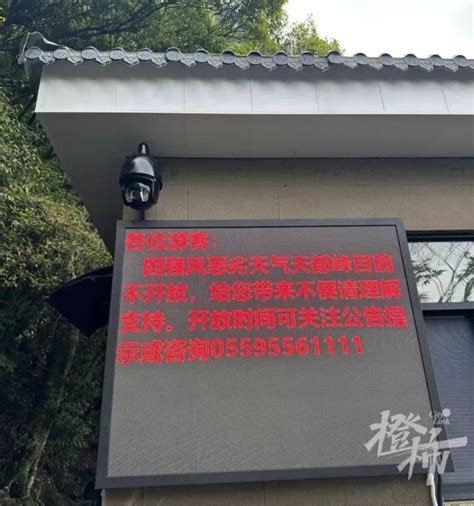 各位游客:
因强风恶劣天气天都峰目前
不开放，给您带来不便请理解
支持。开放时间可关注公告提
示或咨询05595561111
City Link
橙柿